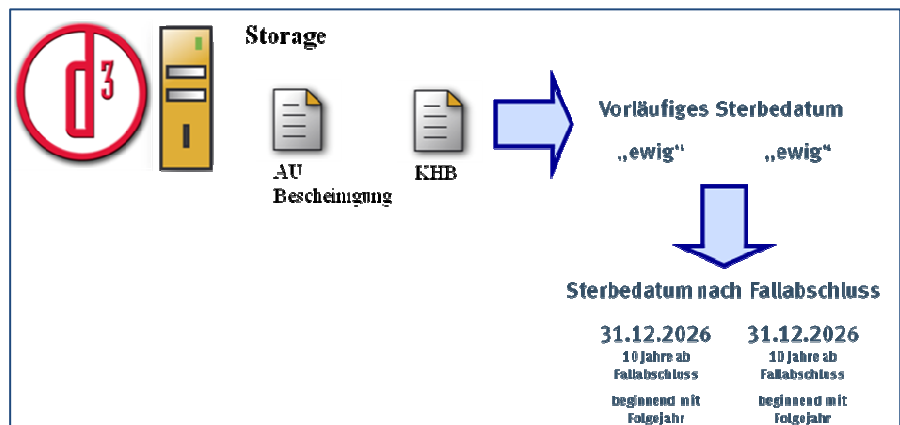 d3
Storage
AU
Bescheinigung
KHB
Vorläufiges Sterbedatum
„ewig“ „ewig“
Sterbedatum nach Fallabschluss
31.12.2026 31.12.2026
10 Jahre ab 10 Jahre ab
Fallabschluss Fallabschluss
beginnend mit beginnend mit
Folgejahr Folgejahr